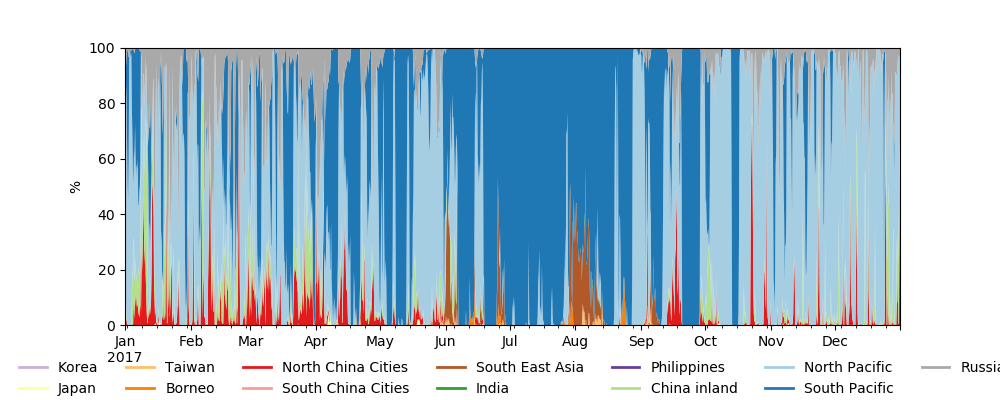 100
80
60
40
20
0
%
Jan Feb Mar Apr May Jun Jul Aug Sep Oct Nov Dec
2017
Korea Taiwan North China Cities South East Asia Philippines North Pacific Russia
Japan Borneo South China Cities India China inland South Pacific